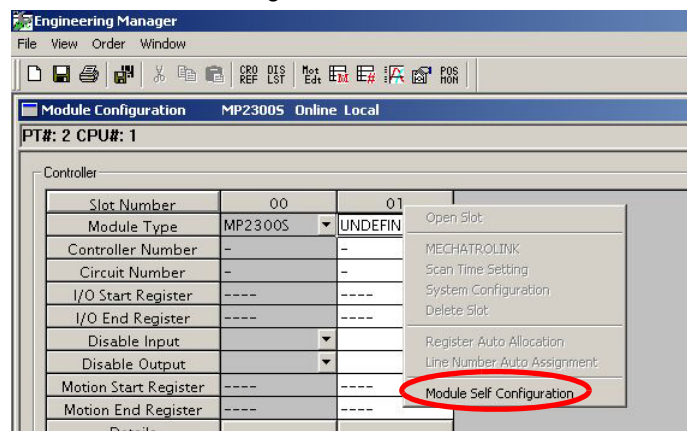 Engineering Manager
File View Order Window
CRO REF DIS LST Mot Edt M # POS MON
Module Configuration MP2300S Online Local
PT#: 2 CPU#: 1
Controller
Slot Number 00 01
Module Type MP2300S UNDEFIN
Controller Number - -
Circuit Number - -
I/O Start Register ---- ----
I/O End Register ---- ----
Disable Input
Disable Output
Motion Start Register ---- ----
Motion End Register ---- ----
Details
Open Slot
MECHATROLINK
Scan Time Setting
System Configuration
Delete Slot
Register Auto Allocation
Line Number Auto Assignment
Module Self Configuration